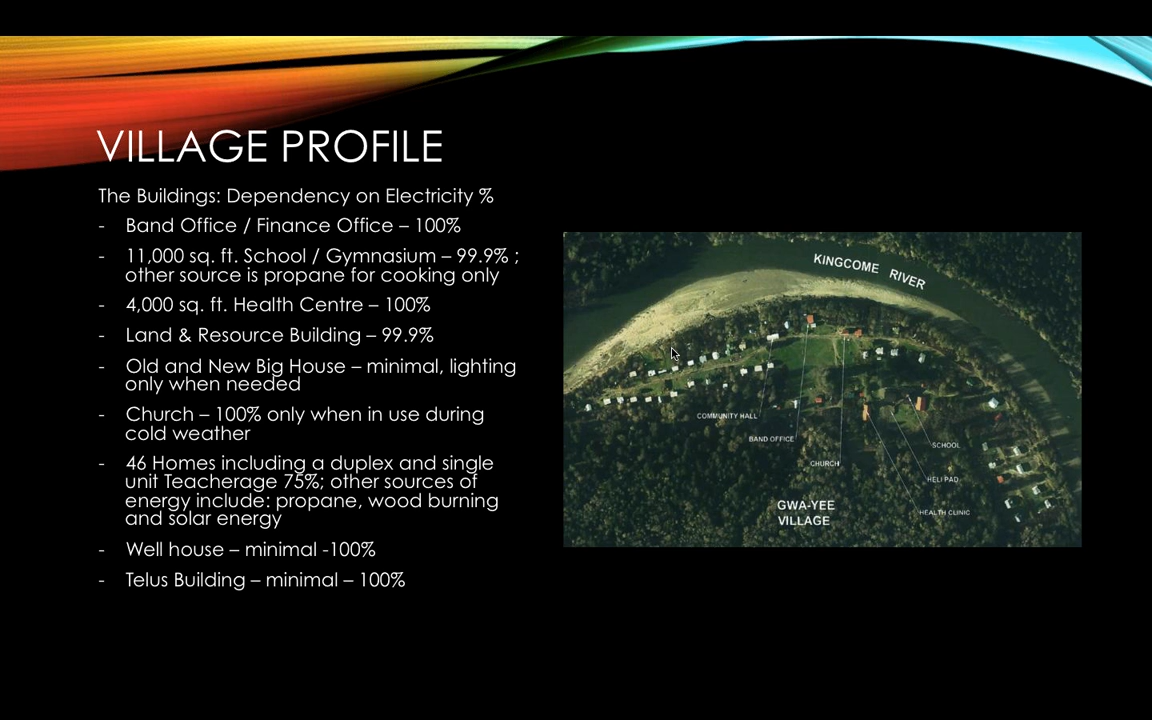 VILLAGE PROFILE
The Buildings: Dependency on Electricity %
- Band Office / Finance Office – 100%
- 11,000 sq. ft. School / Gymnasium – 99.9% ;
other source is propane for cooking only
- 4,000 sq. ft. Health Centre – 100%
- Land & Resource Building – 99.9%
- Old and New Big House – minimal, lighting
only when needed
- Church – 100% only when in use during
cold weather
- 46 Homes including a duplex and single
unit Teacherage 75%; other sources of
energy include: propane, wood burning
and solar energy
- Well house – minimal -100%
- Telus Building – minimal – 100%
KINGCOME RIVER
COMMUNITY HALL
BAND OFFICE
CHURCH
SCHOOL
HELI PAD
HEALTH CLINIC
GWA-YEE
VILLAGE